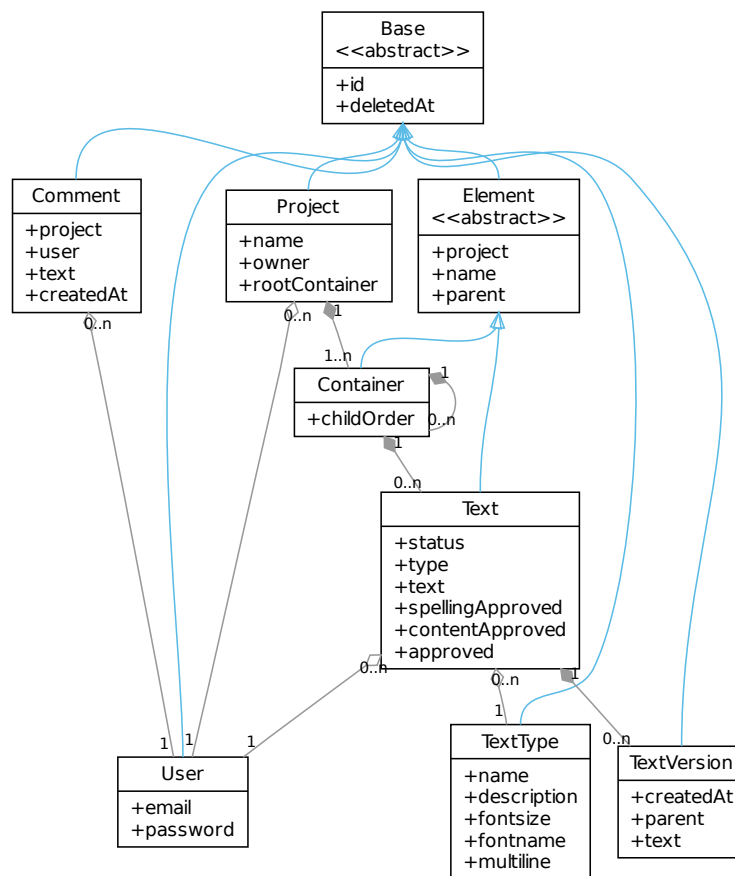 Base
<<abstract>>
+id
+deletedAt
Comment
+project
+user
+text
+createdAt
Project
+name
+owner
+rootContainer
Element
<<abstract>>
+project
+name
+parent
0..n
0..n
1
1..n
Container
+childOrder
1
0..n
1
0..n
Text
+status
+type
+text
+spellingApproved
+contentApproved
+approved
0..n
0..n
1
1
1
1
1
0..n
User
+email
+password
TextType
+name
+description
+fontsize
+fontname
+multiline
TextVersion
+createdAt
+parent
+text